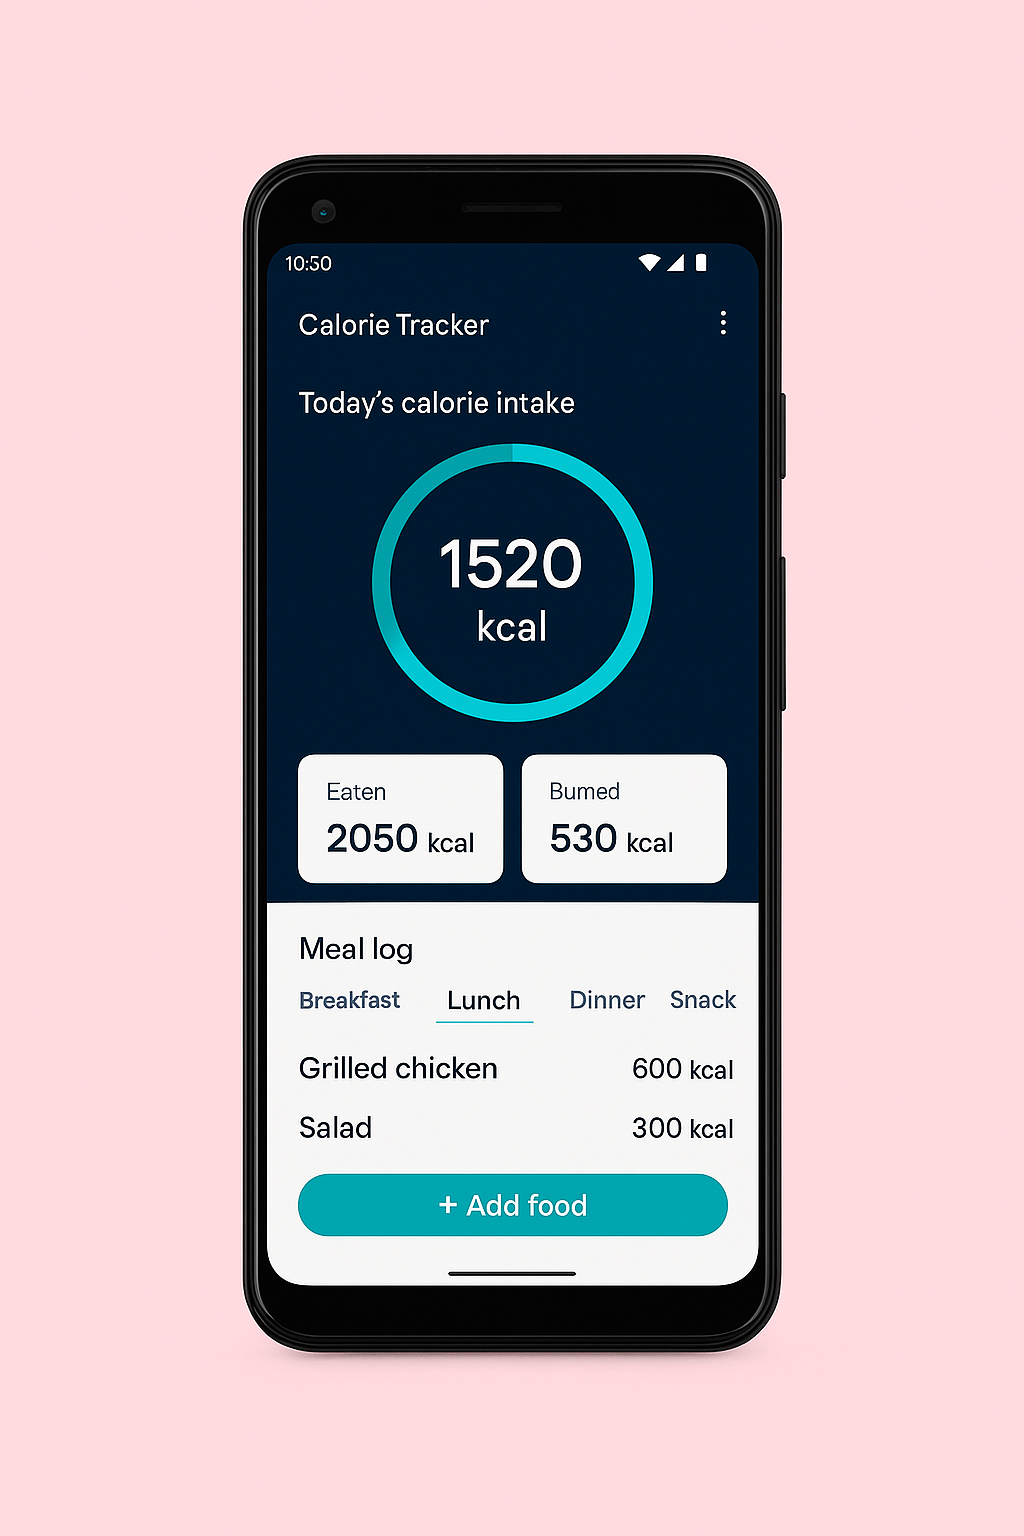 10:50
Calorie Tracker
Today's calorie intake
1520
kcal
Eaten
2050 kcal
Bumed
530 kcal
Meal log
Breakfast Lunch Dinner Snack
Grilled chicken 600 kcal
Salad 300 kcal
+ Add food